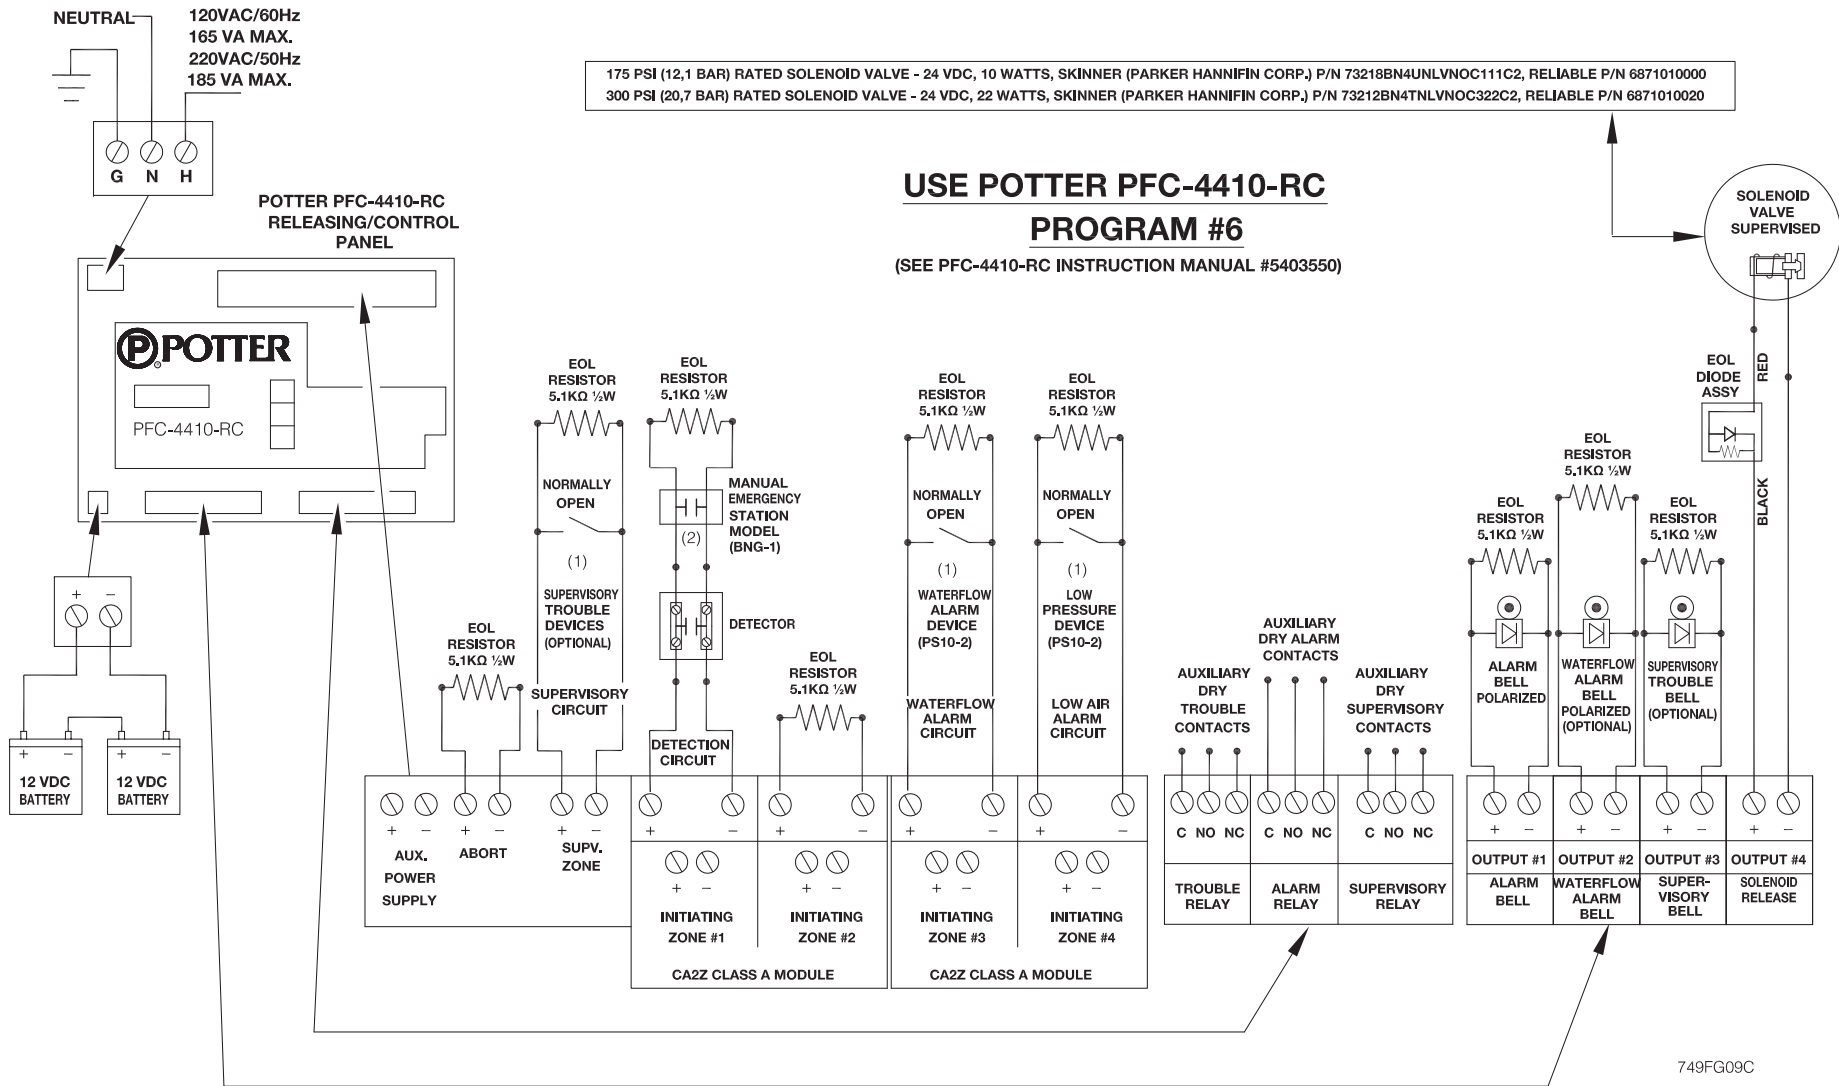 NEUTRAL
120VAC/60Hz
165 VA MAX.
220VAC/50Hz
185 VA MAX.
G N H
175 PSI (12,1 BAR) RATED SOLENOID VALVE - 24 VDC, 10 WATTS, SKINNER (PARKER HANNIFIN CORP.) P/N 73218BN4UNLVNOC111C2, RELIABLE P/N 6871010000
300 PSI (20,7 BAR) RATED SOLENOID VALVE - 24 VDC, 22 WATTS, SKINNER (PARKER HANNIFIN CORP.) P/N 73212BN4TNLVNOC322C2, RELIABLE P/N 6871010020
USE POTTER PFC-4410-RC
PROGRAM #6
(SEE PFC-4410-RC INSTRUCTION MANUAL #5403550)
SOLENOID
VALVE
SUPERVISED
POTTER PFC-4410-RC
RELEASING/CONTROL
PANEL
P®POTTER
PFC-4410-RC
+ −
+ −
12 VDC
BATTERY
+ −
12 VDC
BATTERY
EOL
RESISTOR
5.1KΩ ½W
EOL
RESISTOR
5.1KΩ ½W
NORMALLY
OPEN
(1)
SUPERVISORY
TROUBLE
DEVICES
(OPTIONAL)
SUPERVISORY
CIRCUIT
EOL
RESISTOR
5.1KΩ ½W
MANUAL
EMERGENCY
STATION
MODEL
(BNG-1)
(2)
DETECTOR
DETECTION
CIRCUIT
EOL
RESISTOR
5.1KΩ ½W
EOL
RESISTOR
5.1KΩ ½W
NORMALLY
OPEN
(1)
WATERFLOW
ALARM
DEVICE
(PS10-2)
WATERFLOW
ALARM
CIRCUIT
EOL
RESISTOR
5.1KΩ ½W
NORMALLY
OPEN
(1)
LOW
PRESSURE
DEVICE
(PS10-2)
LOW AIR
ALARM
CIRCUIT
AUXILIARY
DRY
TROUBLE
CONTACTS
AUXILIARY
DRY ALARM
CONTACTS
AUXILIARY
DRY
SUPERVISORY
CONTACTS
EOL
RESISTOR
5.1KΩ ½W
ALARM
BELL
POLARIZED
EOL
RESISTOR
5.1KΩ ½W
WATERFLOW
ALARM
BELL
POLARIZED
(OPTIONAL)
EOL
RESISTOR
5.1KΩ ½W
SUPERVISORY
TROUBLE
BELL
(OPTIONAL)
EOL
DIODE
ASSY
RED
BLACK
+ −
AUX.
POWER
SUPPLY
+ −
ABORT
+ −
SUPV.
ZONE
+ −
+ −
INITIATING
ZONE #1
+ −
+ −
INITIATING
ZONE #2
CA2Z CLASS A MODULE
+ −
+ −
INITIATING
ZONE #3
+ −
+ −
INITIATING
ZONE #4
CA2Z CLASS A MODULE
C NO NC
TROUBLE
RELAY
C NO NC
ALARM
RELAY
C NO NC
SUPERVISORY
RELAY
+ −
OUTPUT #1
ALARM
BELL
+ −
OUTPUT #2
WATERFLOW
ALARM
BELL
+ −
OUTPUT #3
SUPER-
VISORY
BELL
+ −
OUTPUT #4
SOLENOID
RELEASE
749FG09C